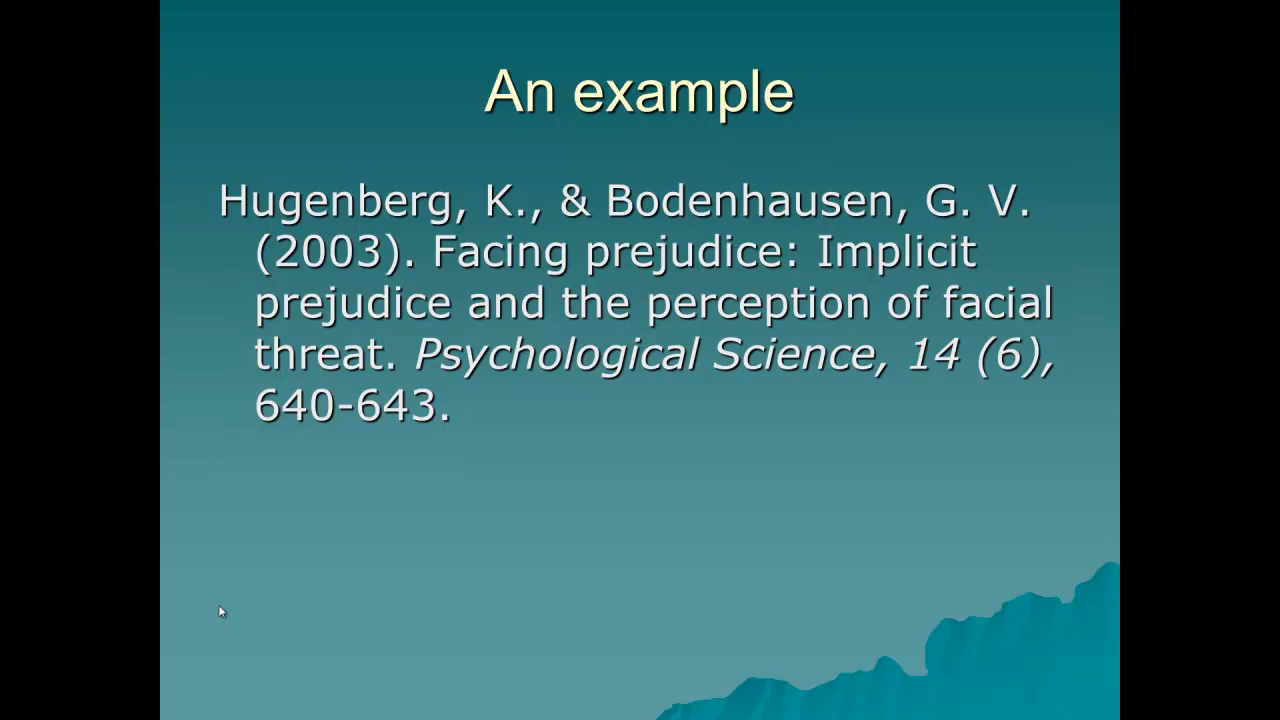 An example
Hugenberg, K., & Bodenhausen, G. V.
(2003). Facing prejudice: Implicit
prejudice and the perception of facial
threat. Psychological Science, 14 (6),
640-643.